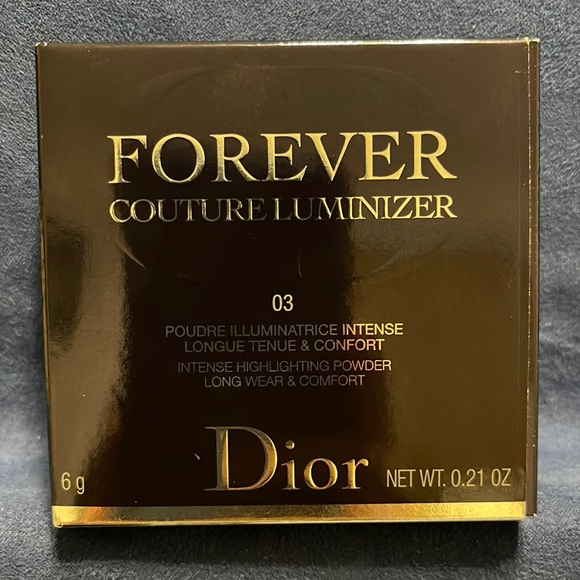 FOREVER
COUTURE LUMINIZER
03
POUDRE ILLUMINATRICE INTENSE
LONGUE TENUE & CONFORT
INTENSE HIGHLIGHTING POWDER
LONG WEAR & COMFORT
6 g Dior NET WT. 0.21 OZ